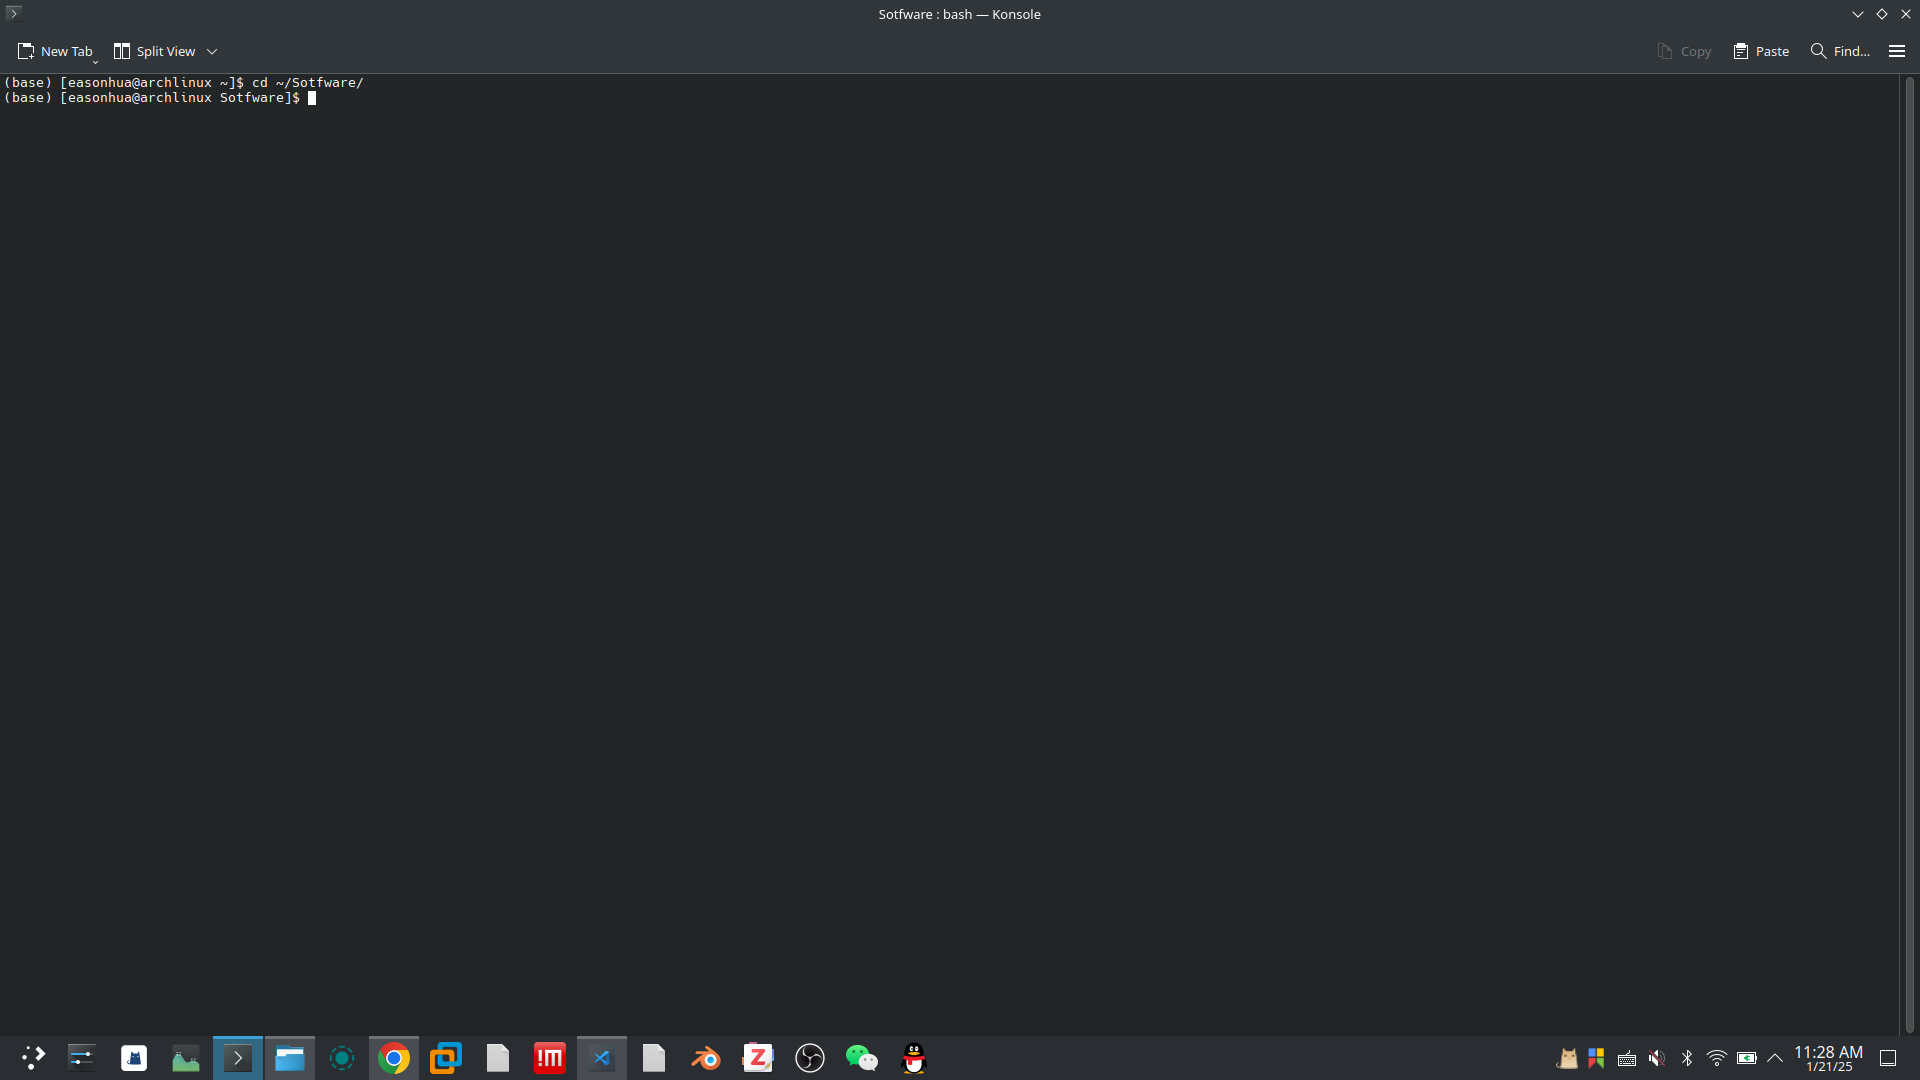 Sotfware : bash — Konsole
New Tab Split View Copy Paste Find...
(base) [easonhua@archlinux ~]$ cd ~/Sotfware/
(base) [easonhua@archlinux Sotfware]$
!M Z 11:28 AM
1/21/25